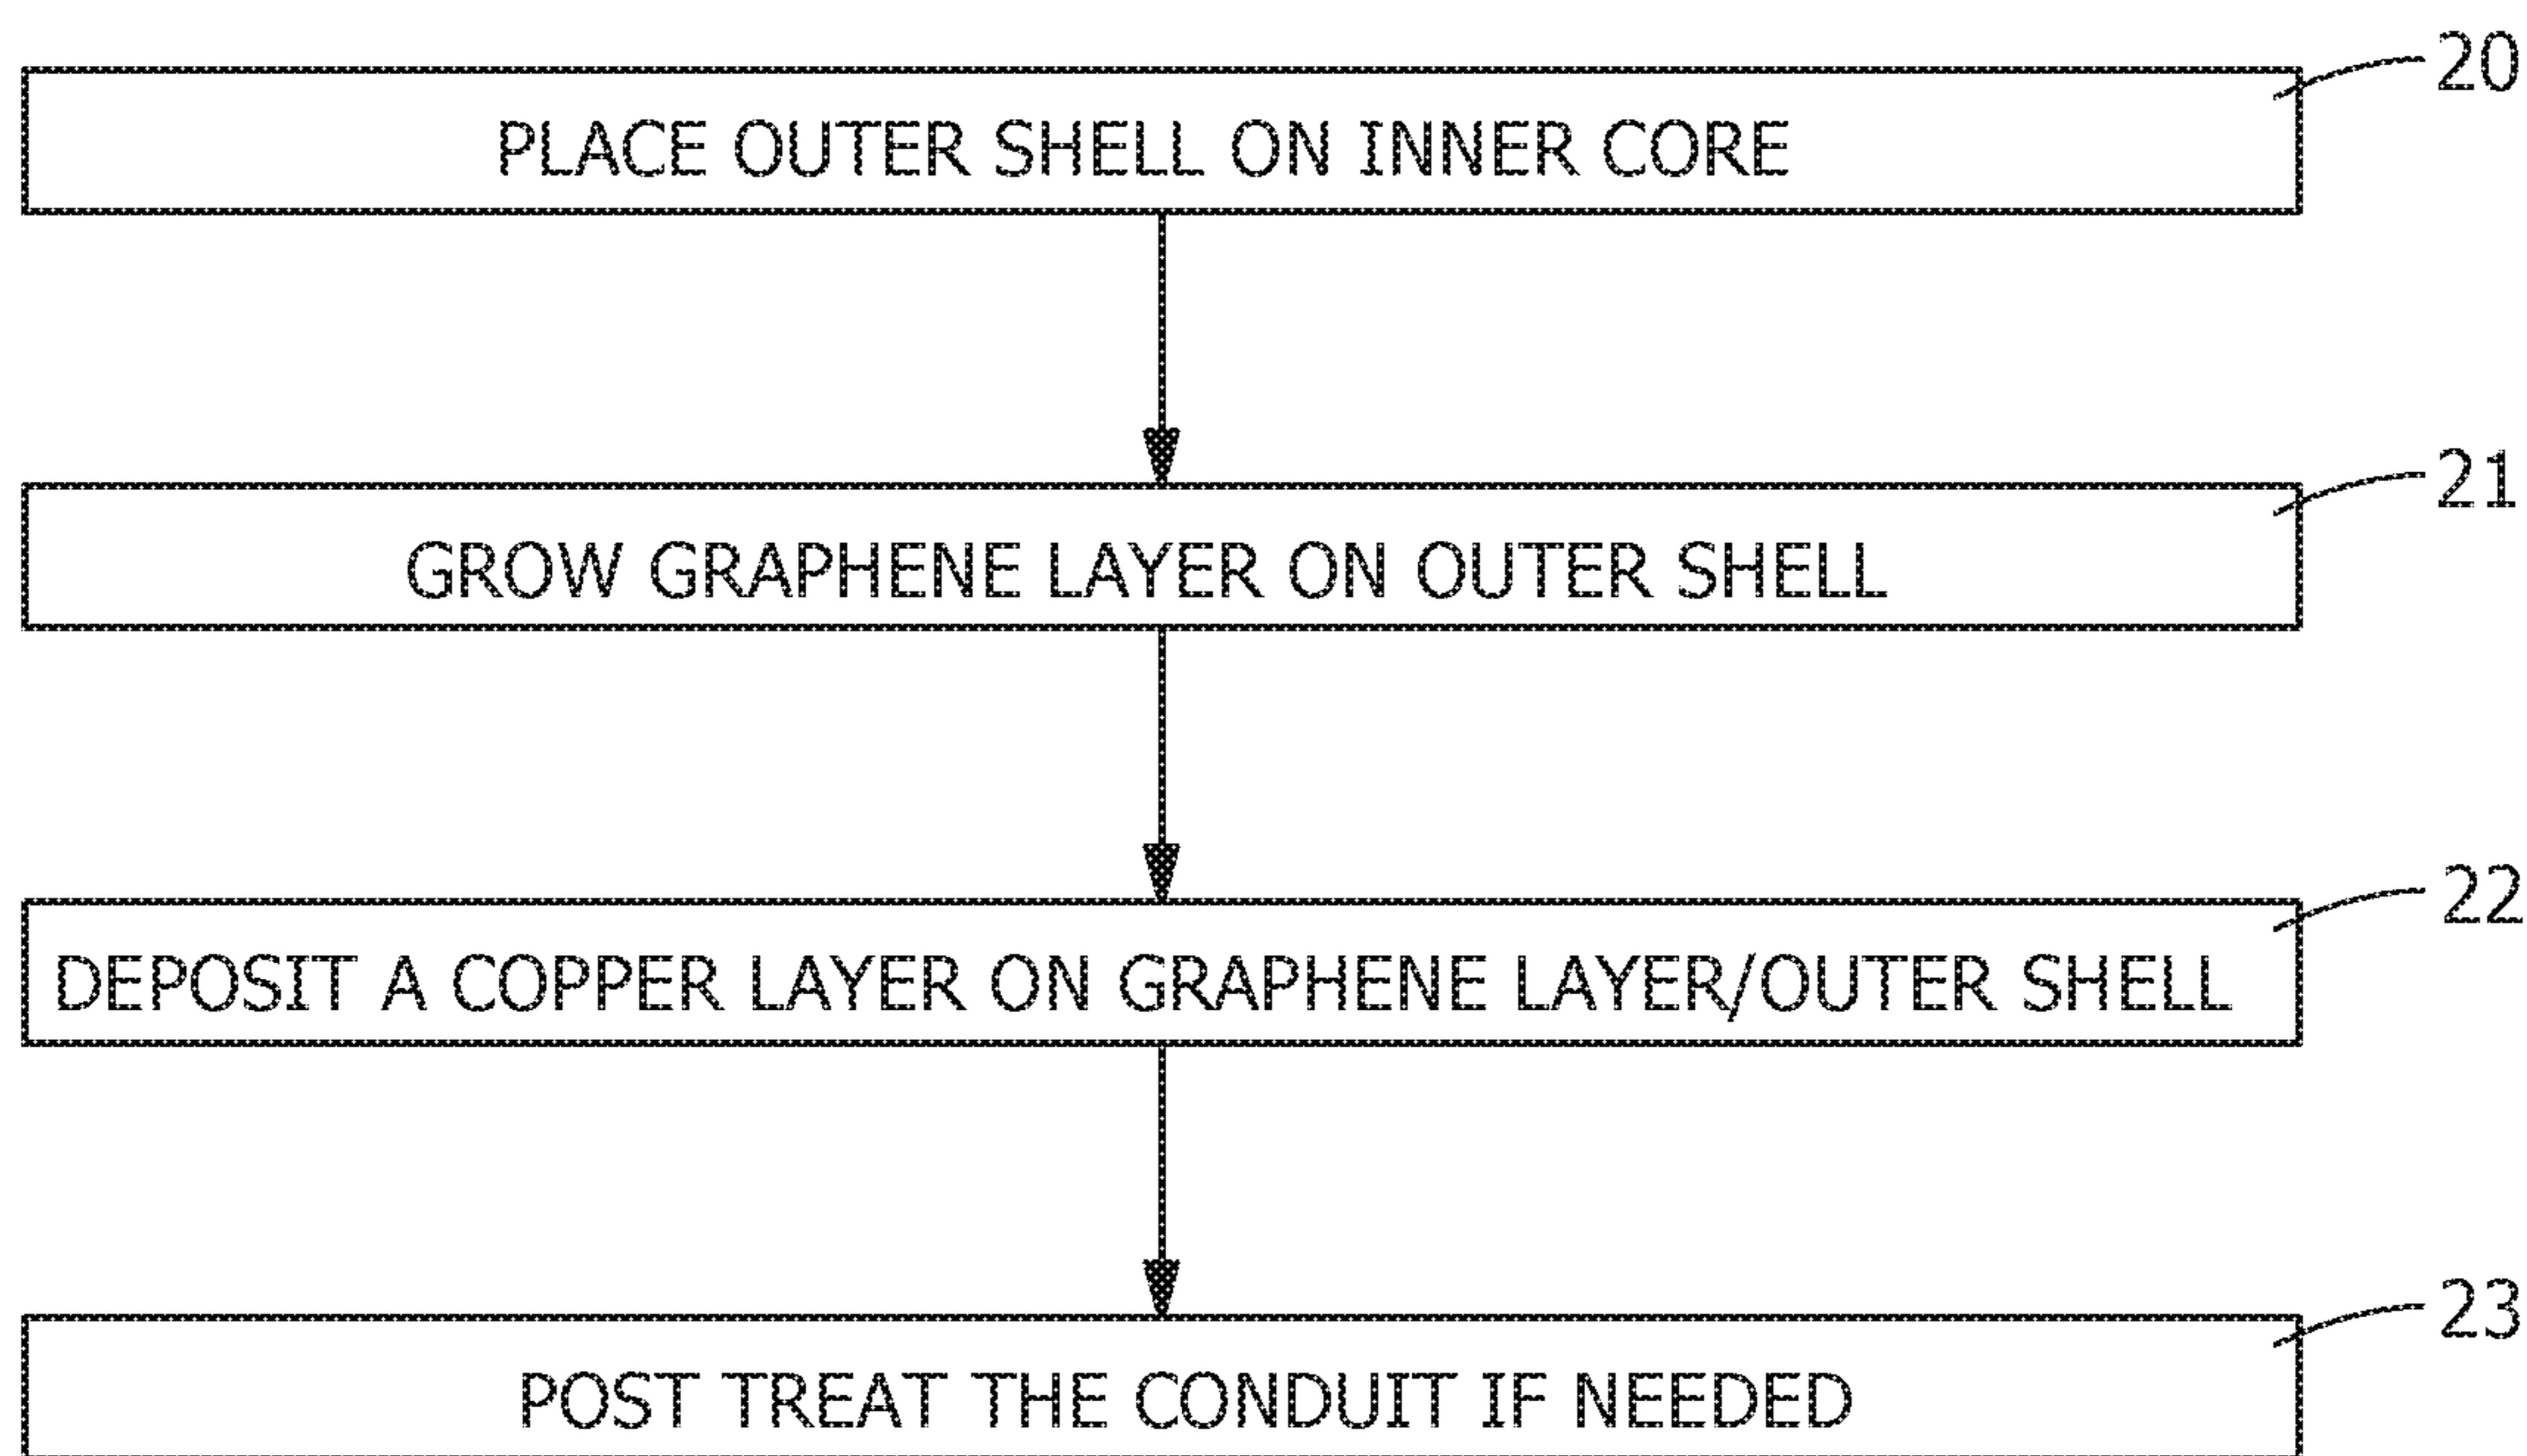 20
PLACE OUTER SHELL ON INNER CORE
21
GROW GRAPHENE LAYER ON OUTER SHELL
22
DEPOSIT A COPPER LAYER ON GRAPHENE LAYER/OUTER SHELL
23
POST TREAT THE CONDUIT IF NEEDED